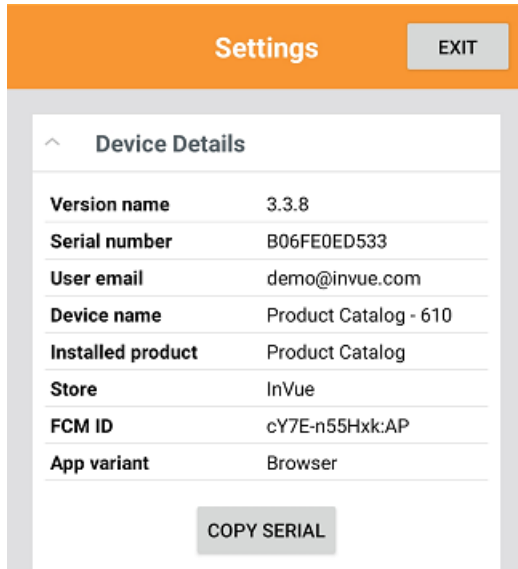 Settings
EXIT
Device Details
Version name 3.3.8
Serial number B06FE0ED533
User email demo@invue.com
Device name Product Catalog - 610
Installed product Product Catalog
Store InVue
FCM ID cY7E-n55Hxk:AP
App variant Browser
COPY SERIAL